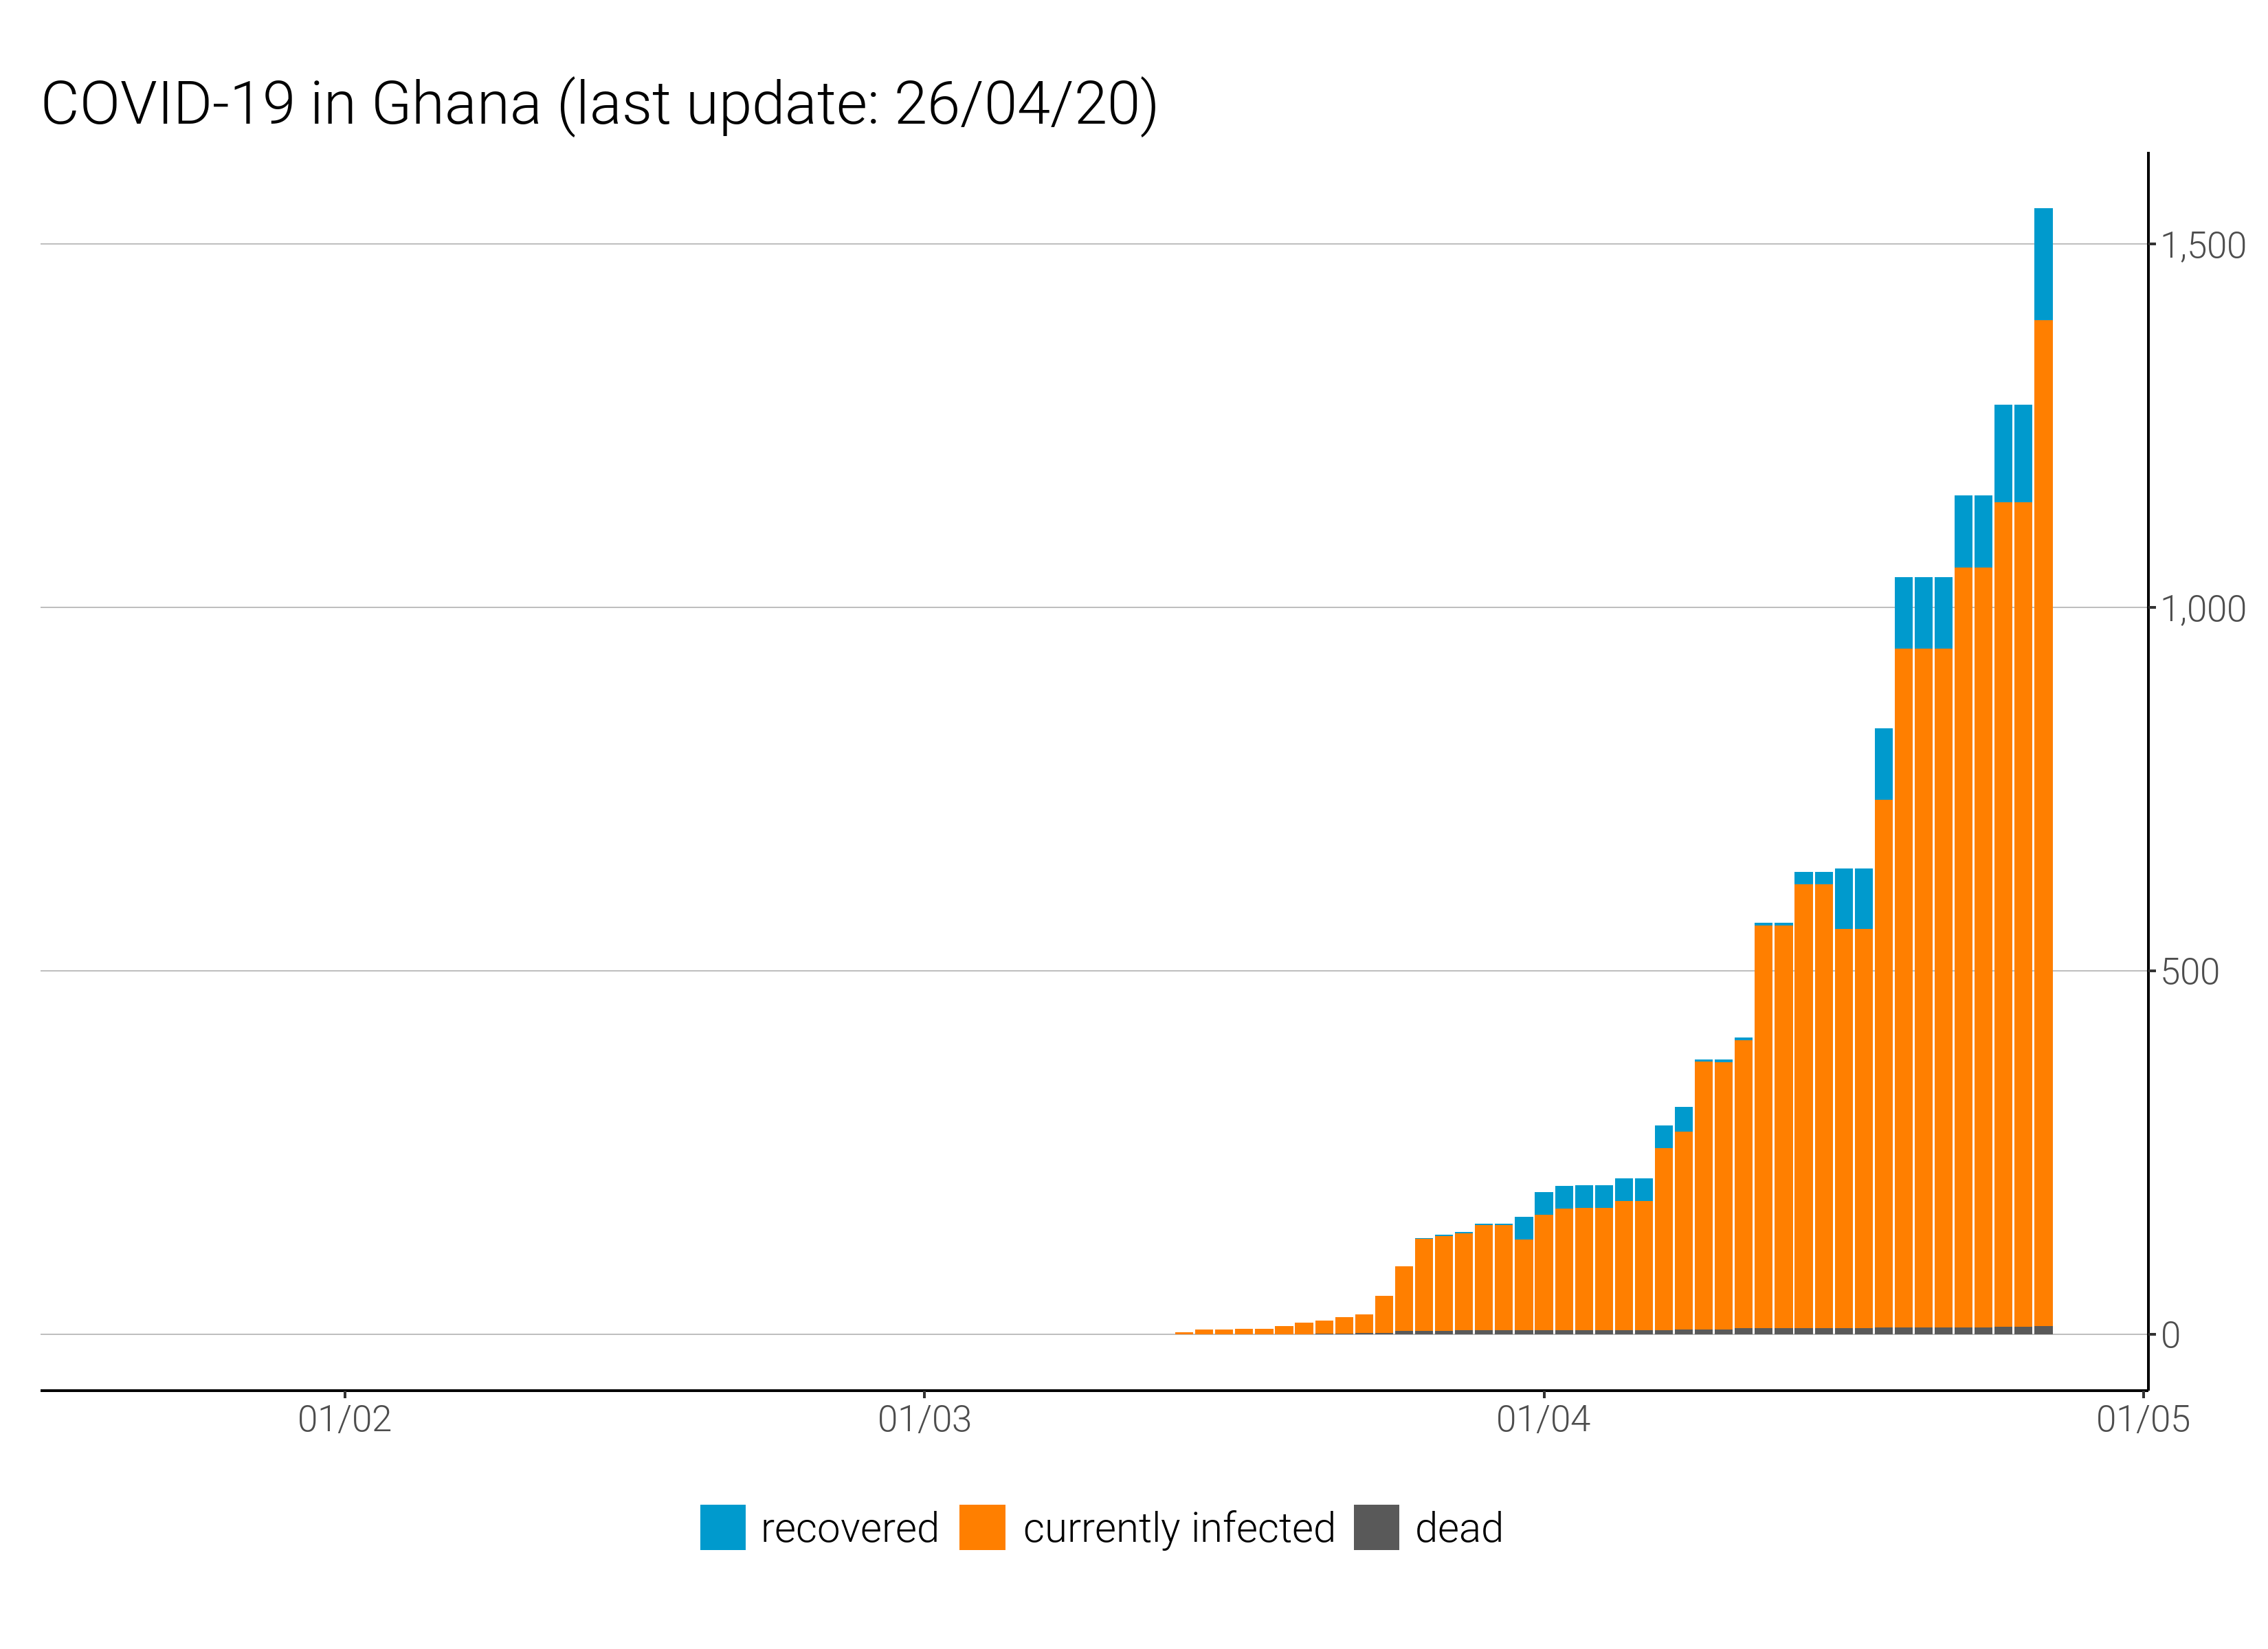 COVID-19 in Ghana (last update: 26/04/20)
1,500
1,000
500
0
01/02 01/03 01/04 01/05
recovered currently infected dead